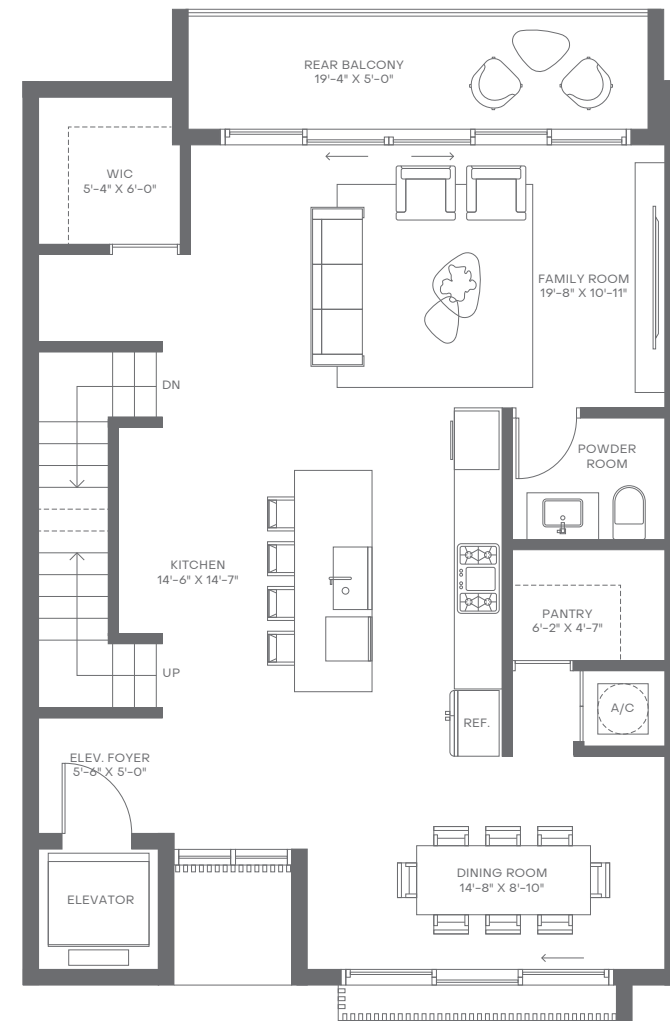 REAR BALCONY
19'-4" X 5'-0"
WIC
5'-4" X 6'-0"
FAMILY ROOM
19'-8" X 10'-11"
DN
POWDER
ROOM
KITCHEN
14'-6" X 14'-7"
PANTRY
6'-2" X 4'-7"
UP
A/C
REF.
ELEV. FOYER
5'-6" X 5'-0"
DINING ROOM
14'-8" X 8'-10"
ELEVATOR